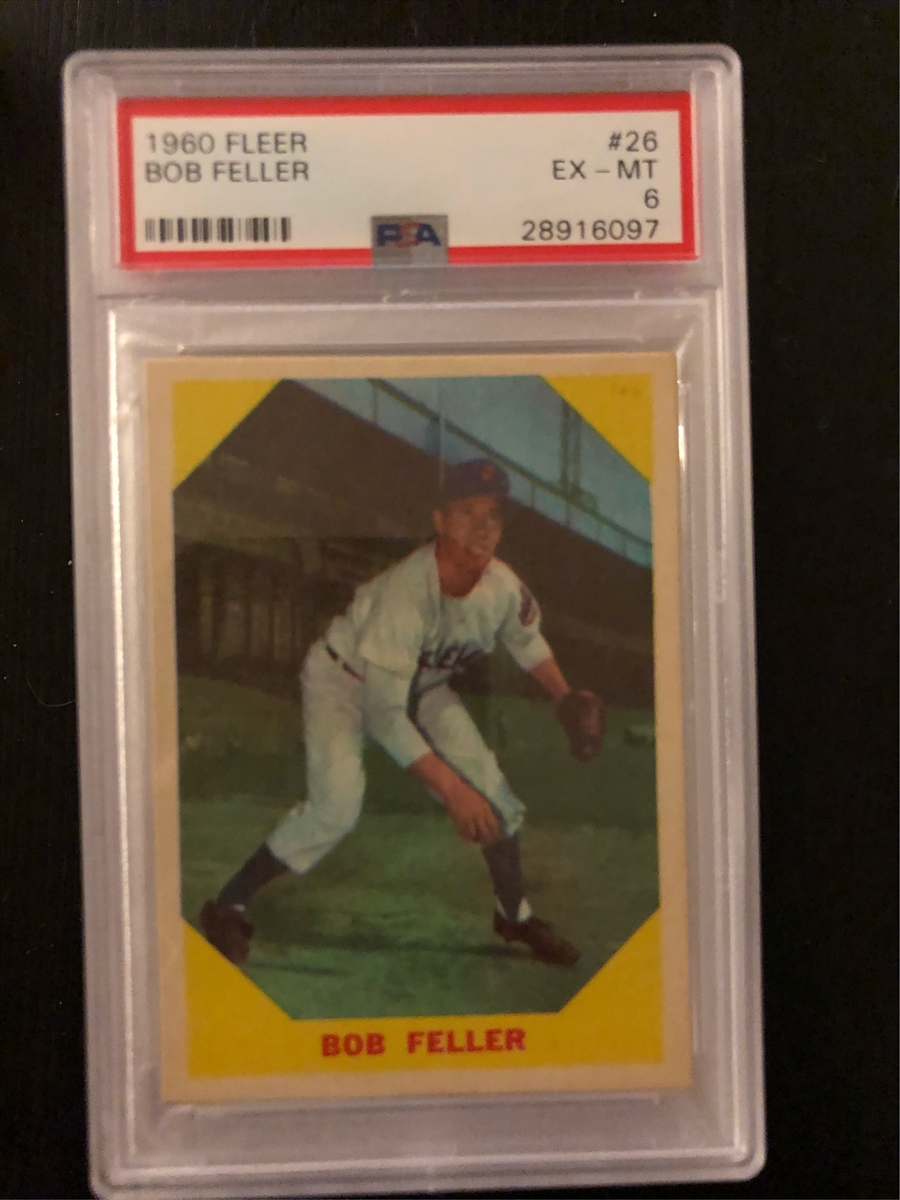 1960 FLEER #26
BOB FELLER EX - MT
6
PSA 28916097
BOB FELLER